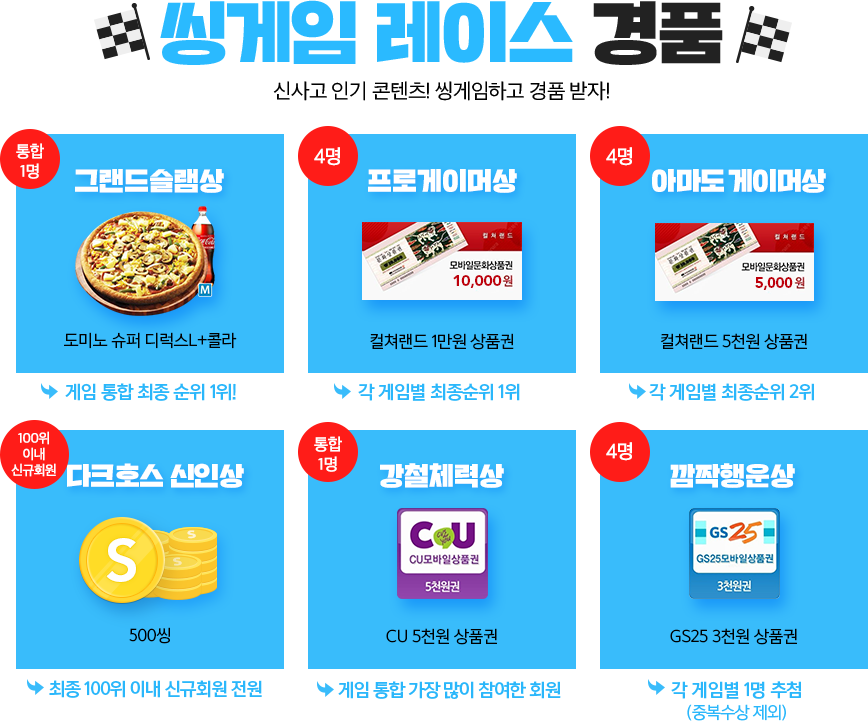 씽게임 레이스 경품
신사고 인기 콘텐츠! 씽게임하고 경품 받자!
통합
1명
그랜드슬램상
M
도미노 슈퍼 디럭스L+콜라
게임 통합 최종 순위 1위!
4명
프로게이머상
컬쳐랜드
모바일문화상품권
10,000원
컬쳐랜드 1만원 상품권
각 게임별 최종순위 1위
4명
아마도 게이머상
컬쳐랜드
모바일문화상품권
5,000원
컬쳐랜드 5천원 상품권
각 게임별 최종순위 2위
100위
이내
신규회원
다크호스 신인상
S
S
S
500씽
최종 100위 이내 신규회원 전원
통합
1명
강철체력상
CU
CU모바일상품권
5천원권
CU 5천원 상품권
게임 통합 가장 많이 참여한 회원
4명
깜짝행운상
GS25
GS25모바일상품권
3천원권
GS25 3천원 상품권
각 게임별 1명 추첨
(중복수상 제외)